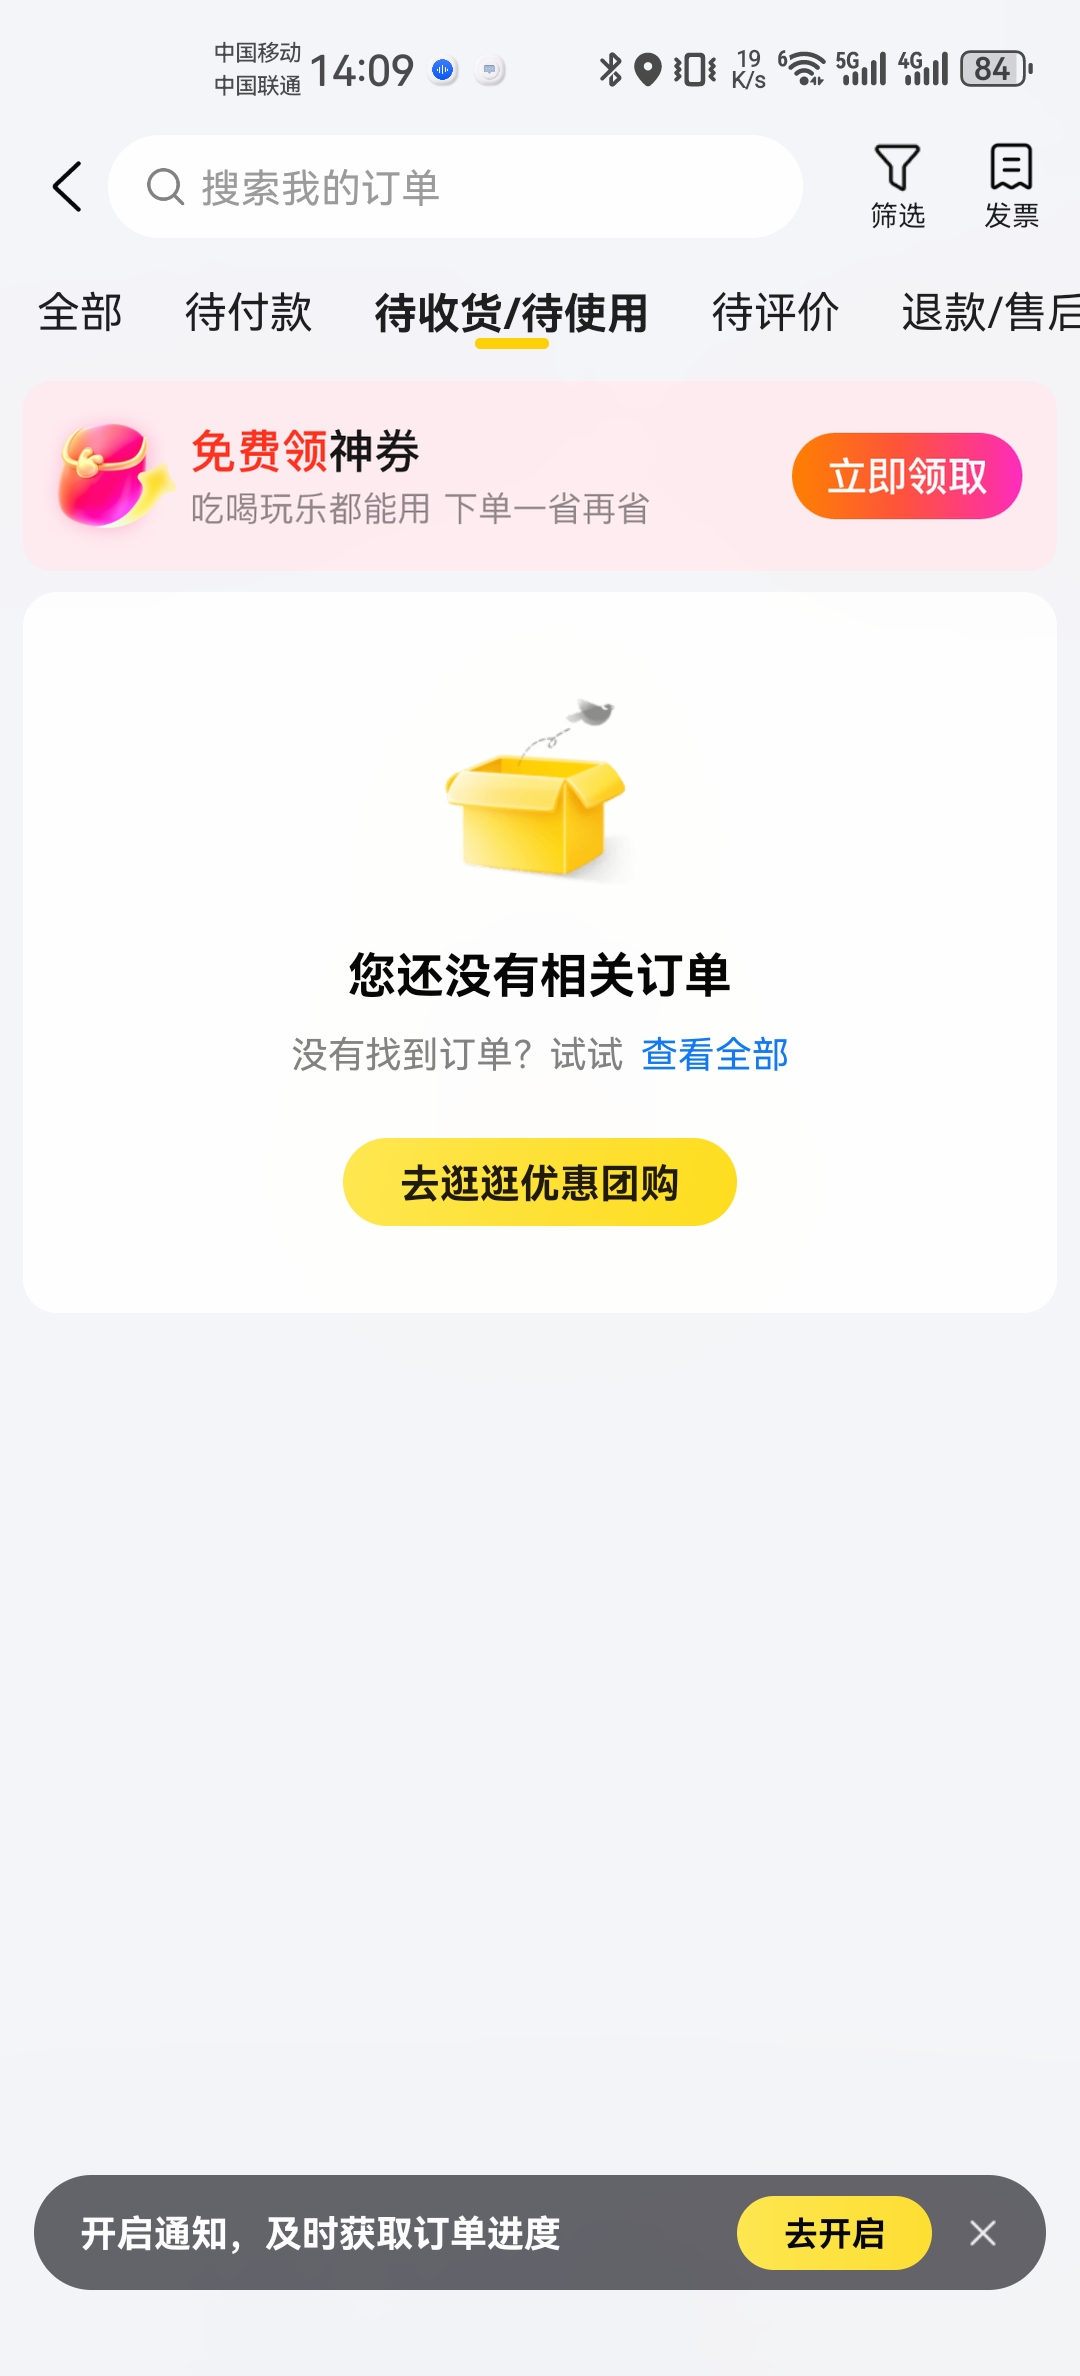 中国移动
中国联通
14:09
19
K/s
6
5G
4G
84
搜索我的订单
筛选
发票
全部
待付款
待收货/待使用
待评价
退款/售后
免费领神券
吃喝玩乐都能用 下单一省再省
立即领取
您还没有相关订单
没有找到订单？试试 查看全部
去逛逛优惠团购
开启通知，及时获取订单进度
去开启